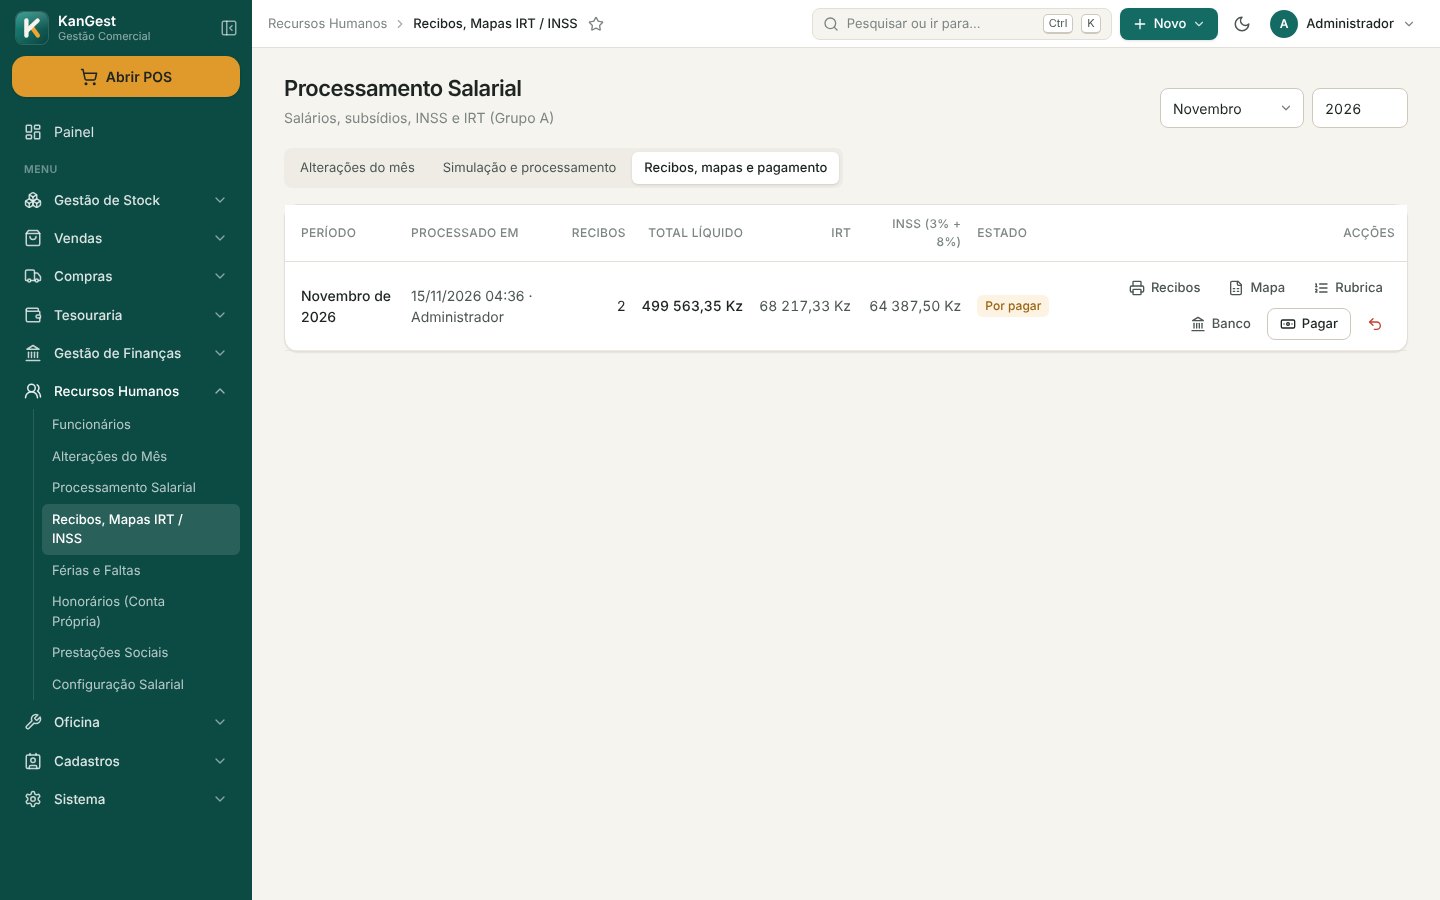 KanGest
Gestão Comercial
Recursos Humanos
Recibos, Mapas IRT / INSS
Pesquisar ou ir para...
Ctrl
K
Novo
A
Administrador
Abrir POS
Painel
MENU
Gestão de Stock
Vendas
Compras
Tesouraria
Gestão de Finanças
Recursos Humanos
Funcionários
Alterações do Mês
Processamento Salarial
Recibos, Mapas IRT /
INSS
Férias e Faltas
Honorários (Conta
Própria)
Prestações Sociais
Configuração Salarial
Oficina
Cadastros
Sistema
Processamento Salarial
Salários, subsídios, INSS e IRT (Grupo A)
Novembro
2026
Alterações do mês
Simulação e processamento
Recibos, mapas e pagamento
PERÍODO
PROCESSADO EM
RECIBOS
TOTAL LÍQUIDO
IRT
INSS (3% +
8%)
ESTADO
ACÇÕES
Novembro de
2026
15/11/2026 04:36 ·
Administrador
2
499 563,35 Kz
68 217,33 Kz
64 387,50 Kz
Por pagar
Recibos
Mapa
Rubrica
Banco
Pagar